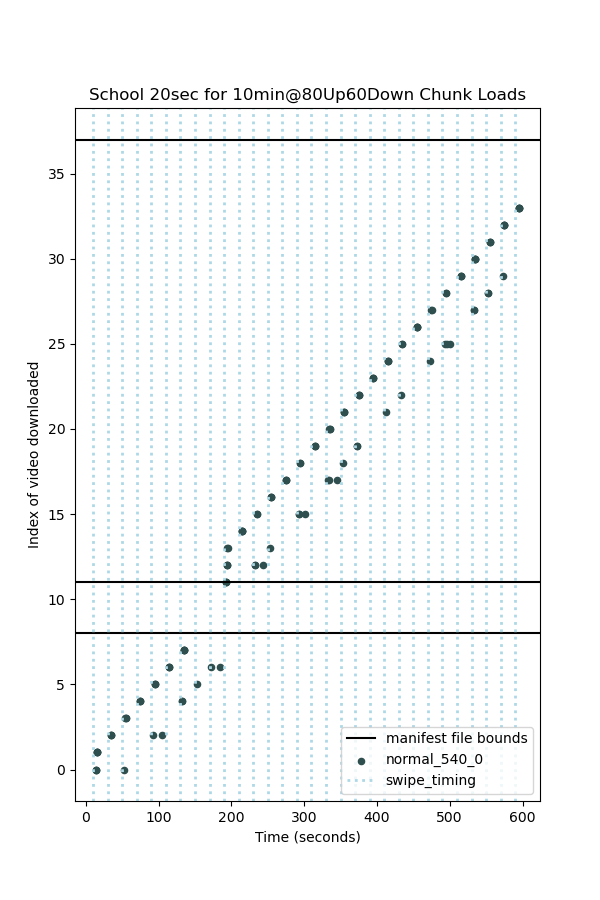 School 20sec for 10min@80Up60Down Chunk Loads
35
30
25
20
15
10
5
0
Index of video downloaded
manifest file bounds
normal_540_0
swipe_timing
0 100 200 300 400 500 600
Time (seconds)